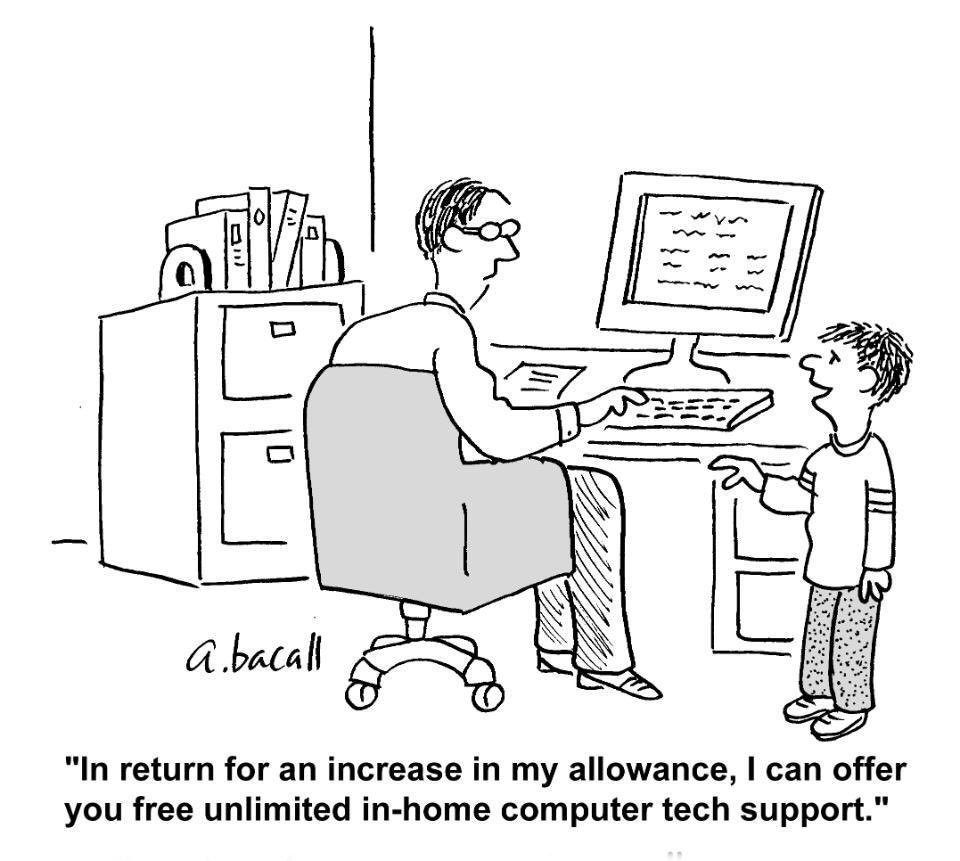 a.bacall
"In return for an increase in my allowance, I can offer
you free unlimited in-home computer tech support."